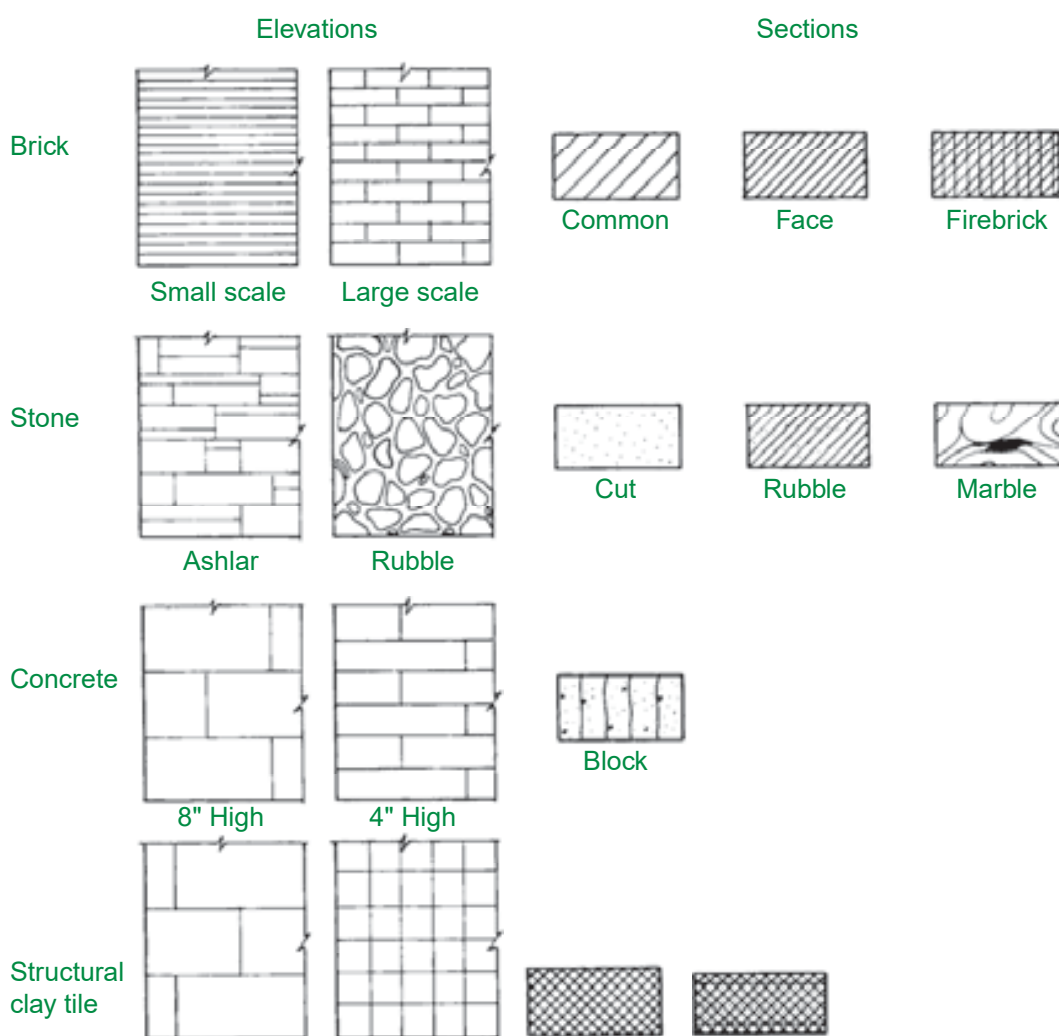 Elevations
Sections
Brick
Common
Face
Firebrick
Small scale
Large scale
Stone
Cut
Rubble
Marble
Ashlar
Rubble
Concrete
Block
8" High
4" High
Structural
clay tile